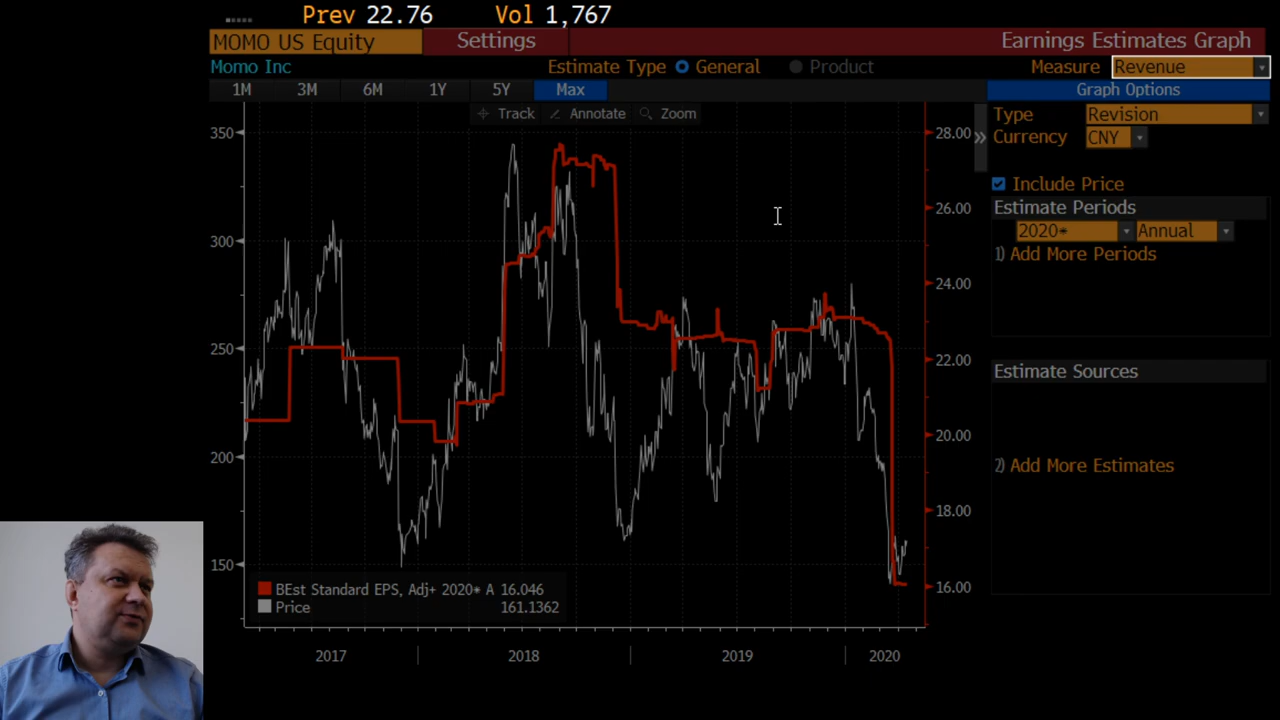 Prev 22.76 Vol 1,767
MOMO US Equity Settings Earnings Estimates Graph
Momo Inc Estimate Type General Product Measure Revenue
1M 3M 6M 1Y 5Y Max Graph Options
Track Annotate Zoom Type Revision
350 28.00 » Currency CNY
Include Price
26.00 Estimate Periods
2020* Annual
300 1) Add More Periods
24.00
250 22.00
Estimate Sources
20.00
200 2) Add More Estimates
18.00
150 16.00
BEst Standard EPS, Adj+ 2020* A 16.046
Price 161.1362
2017 2018 2019 2020